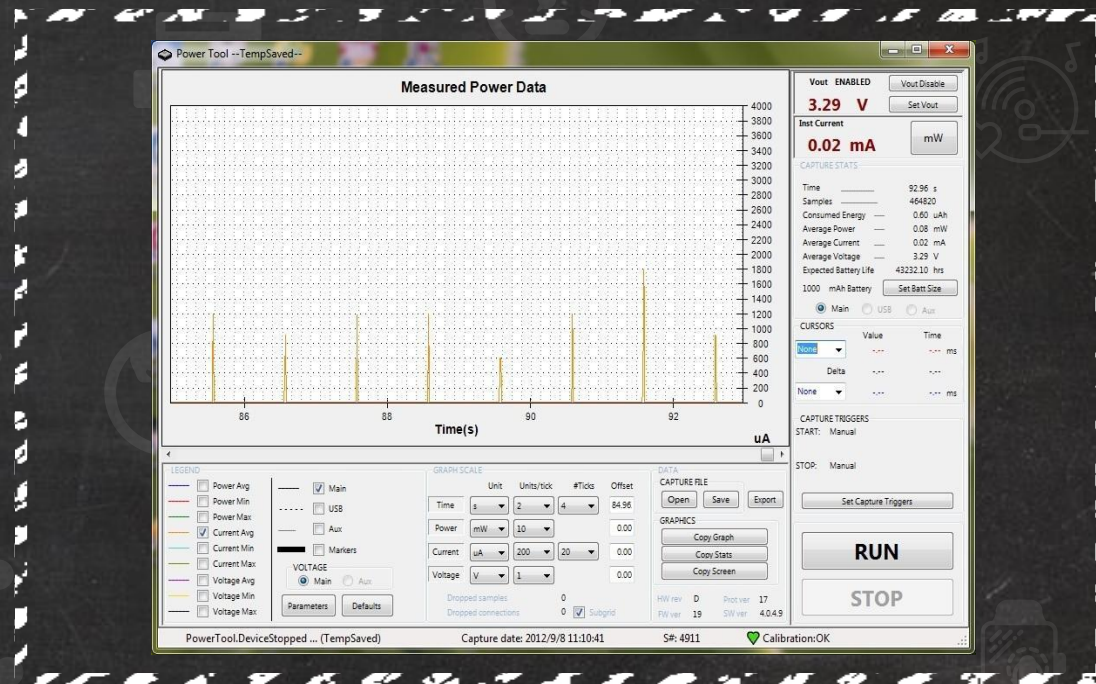 Power Tool --TempSaved--
Measured Power Data
4000
3800
3600
3400
3200
3000
2800
2600
2400
2200
2000
1800
1600
1400
1200
1000
800
600
400
200
0
86 88 90 92
Time(s)
uA
Vout ENABLED Vout Disable
3.29 V Set Vout
Inst Current
0.02 mA mW
CAPTURE STATS
Time 92.96 s
Samples 464820
Consumed Energy 0.60 uAh
Average Power 0.08 mW
Average Current 0.02 mA
Average Voltage 3.29 V
Expected Battery Life 43232.10 hrs
1000 mAh Battery Set Batt Size
Main USB Aux
CURSORS
Value Time
None -.-- -.-- ms
Delta -.-- -.--
None -.-- -.-- ms
CAPTURE TRIGGERS
START: Manual
STOP: Manual
Set Capture Triggers
RUN
STOP
LEGEND
Power Avg
Power Min
Power Max
Current Avg
Current Min
Current Max
Voltage Avg
Voltage Min
Voltage Max
Main
USB
Aux
Markers
VOLTAGE
Main Aux
Parameters Defaults
GRAPH SCALE
Unit Units/tick #Ticks Offset
Time s 2 4 84.96
Power mW 10 0.00
Current uA 200 20 0.00
Voltage V 1 0.00
Dropped samples 0
Dropped connections 0 Subgrid
DATA
CAPTURE FILE
Open Save Export
GRAPHICS
Copy Graph
Copy Stats
Copy Screen
HW rev D Prot ver 17
FW ver 19 SW ver 4.0.4.9
PowerTool.DeviceStopped ... (TempSaved) Capture date: 2012/9/8 11:10:41 S#: 4911 Calibration:OK